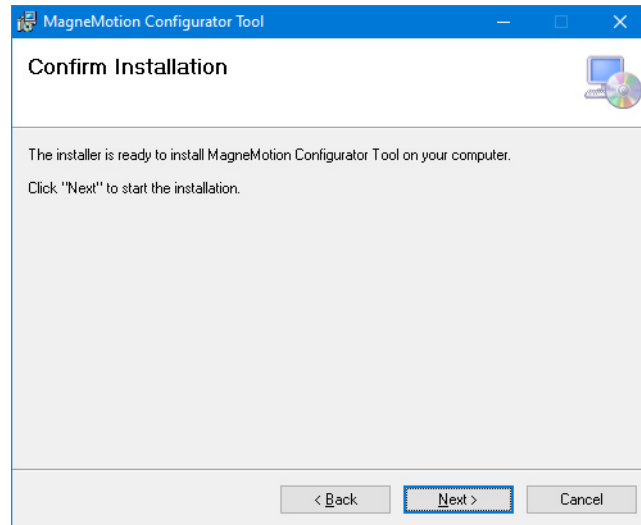 MagneMotion Configurator Tool
Confirm Installation
The installer is ready to install MagneMotion Configurator Tool on your computer.
Click "Next" to start the installation.
< Back
Next >
Cancel